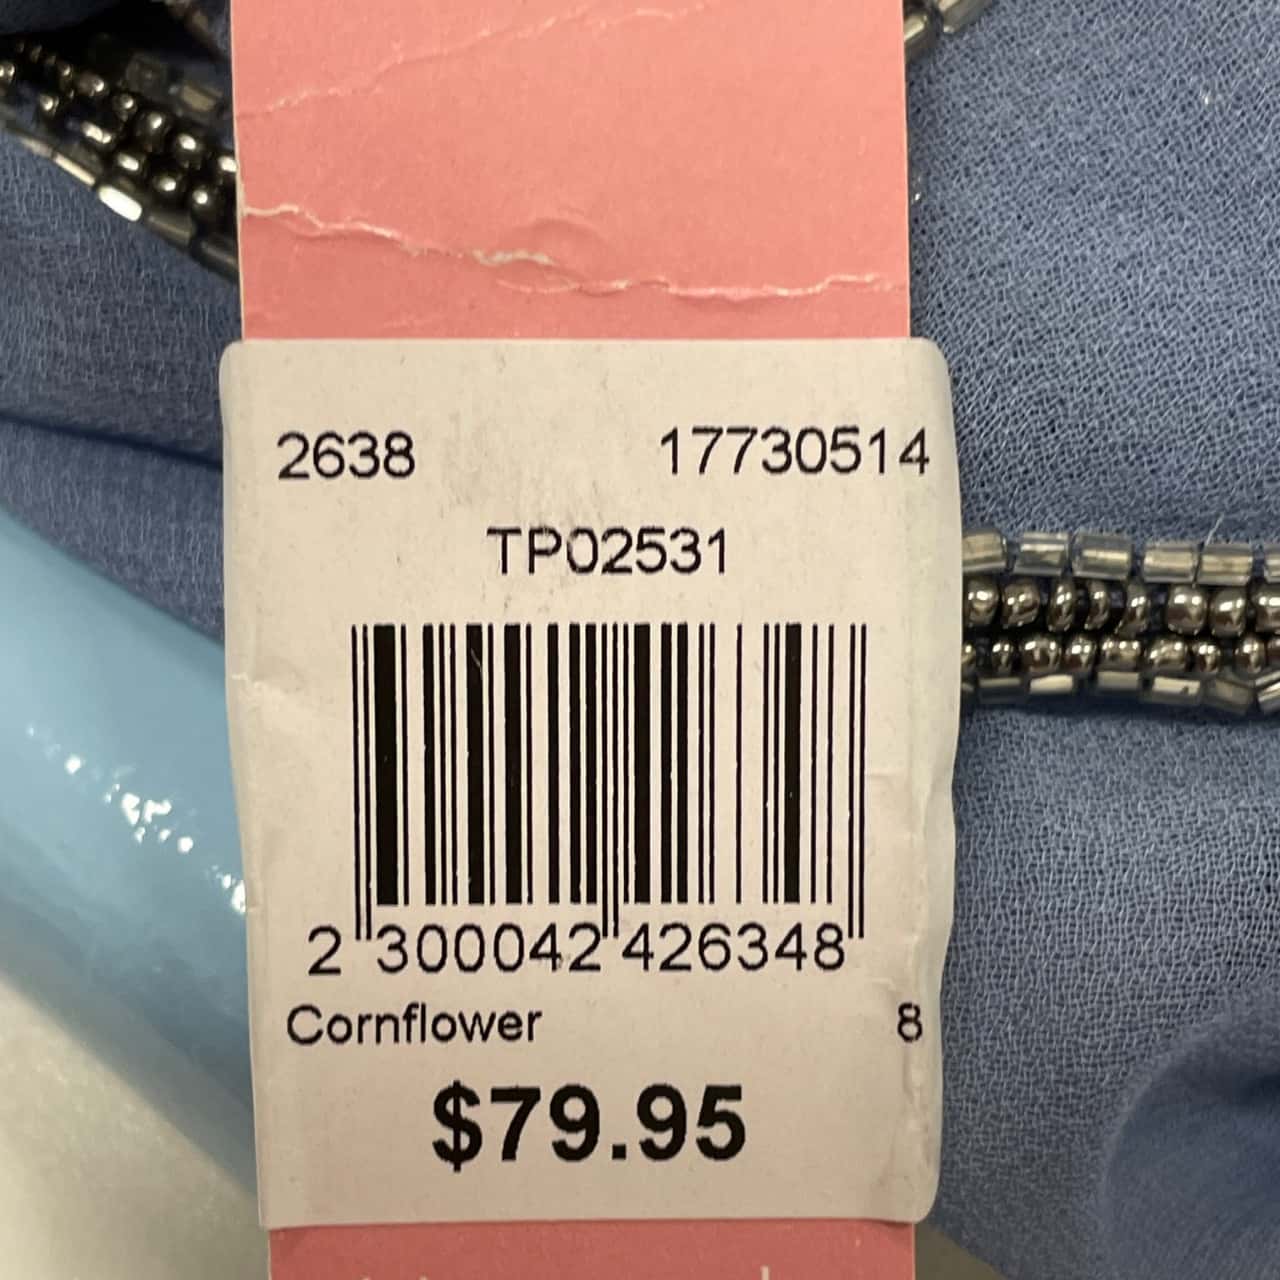 2638 17730514
TP02531
2 300042 426348
Cornflower 8
$79.95